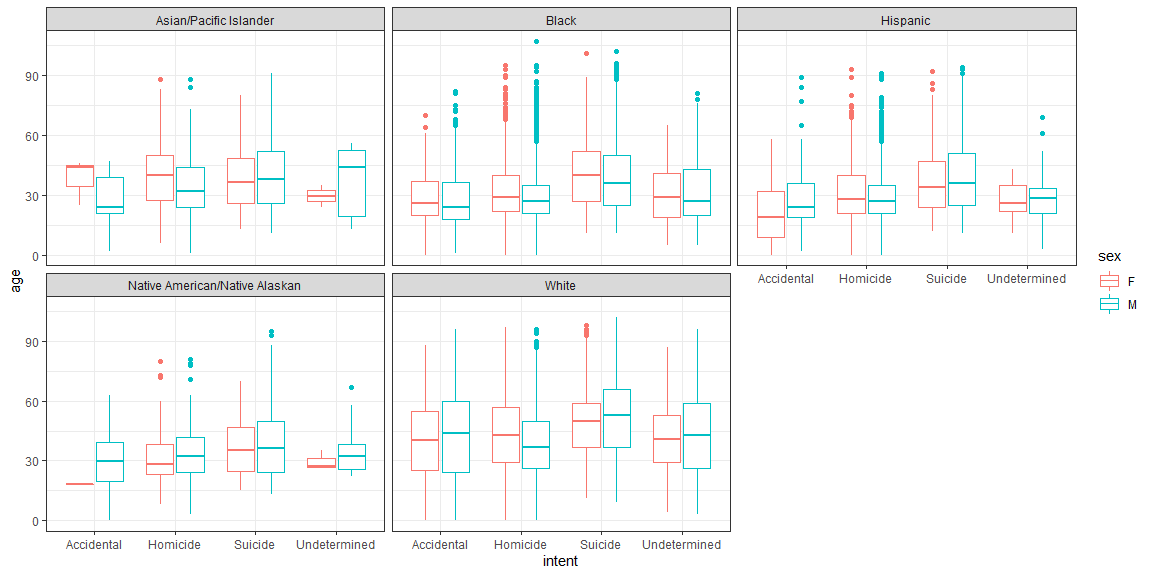 Asian/Pacific Islander
Black
Hispanic
90
60
30
0
Accidental Homicide Suicide Undetermined
Native American/Native Alaskan
White
90
60
30
0
Accidental Homicide Suicide Undetermined
Accidental Homicide Suicide Undetermined
intent
age
sex
F
M